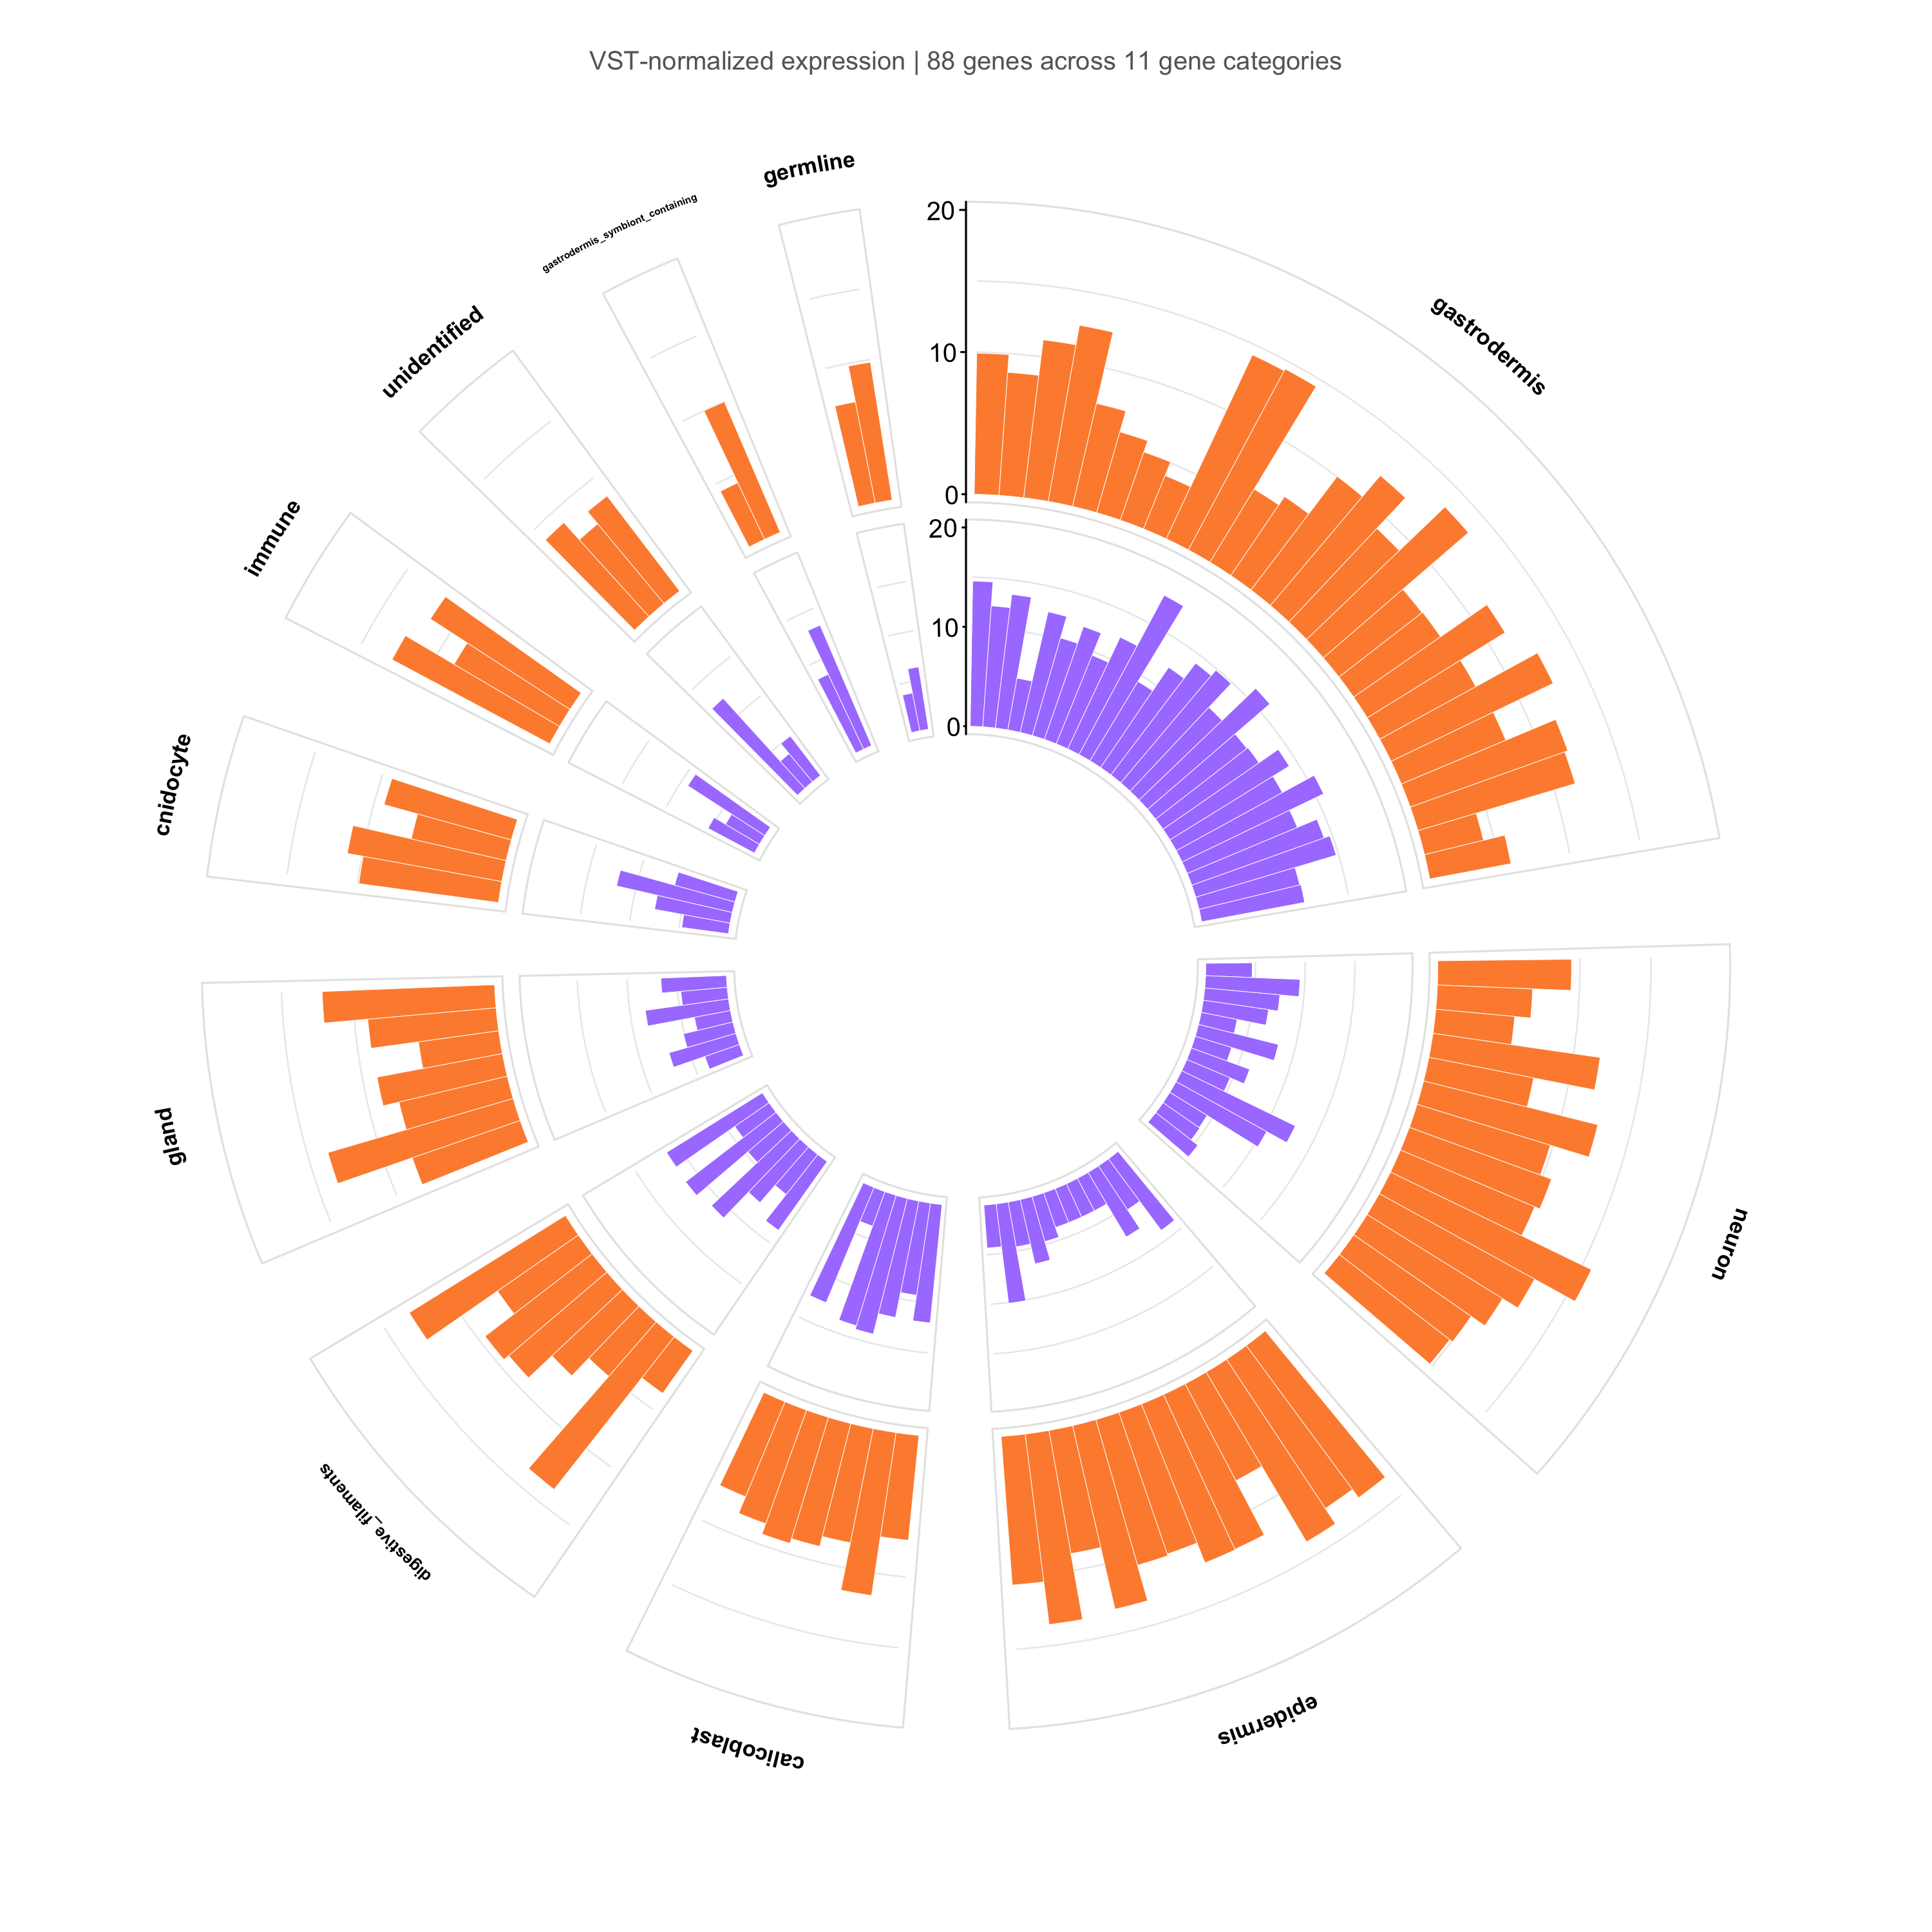 VST-normalized expression | 88 genes across 11 gene categories
germline
gastrodermis_symbiont_containing
unidentified
immune
cnidocyte
gland
digestive_filaments
calicoblast
epidermis
neuron
gastrodermis
20
10
0
20
10
0